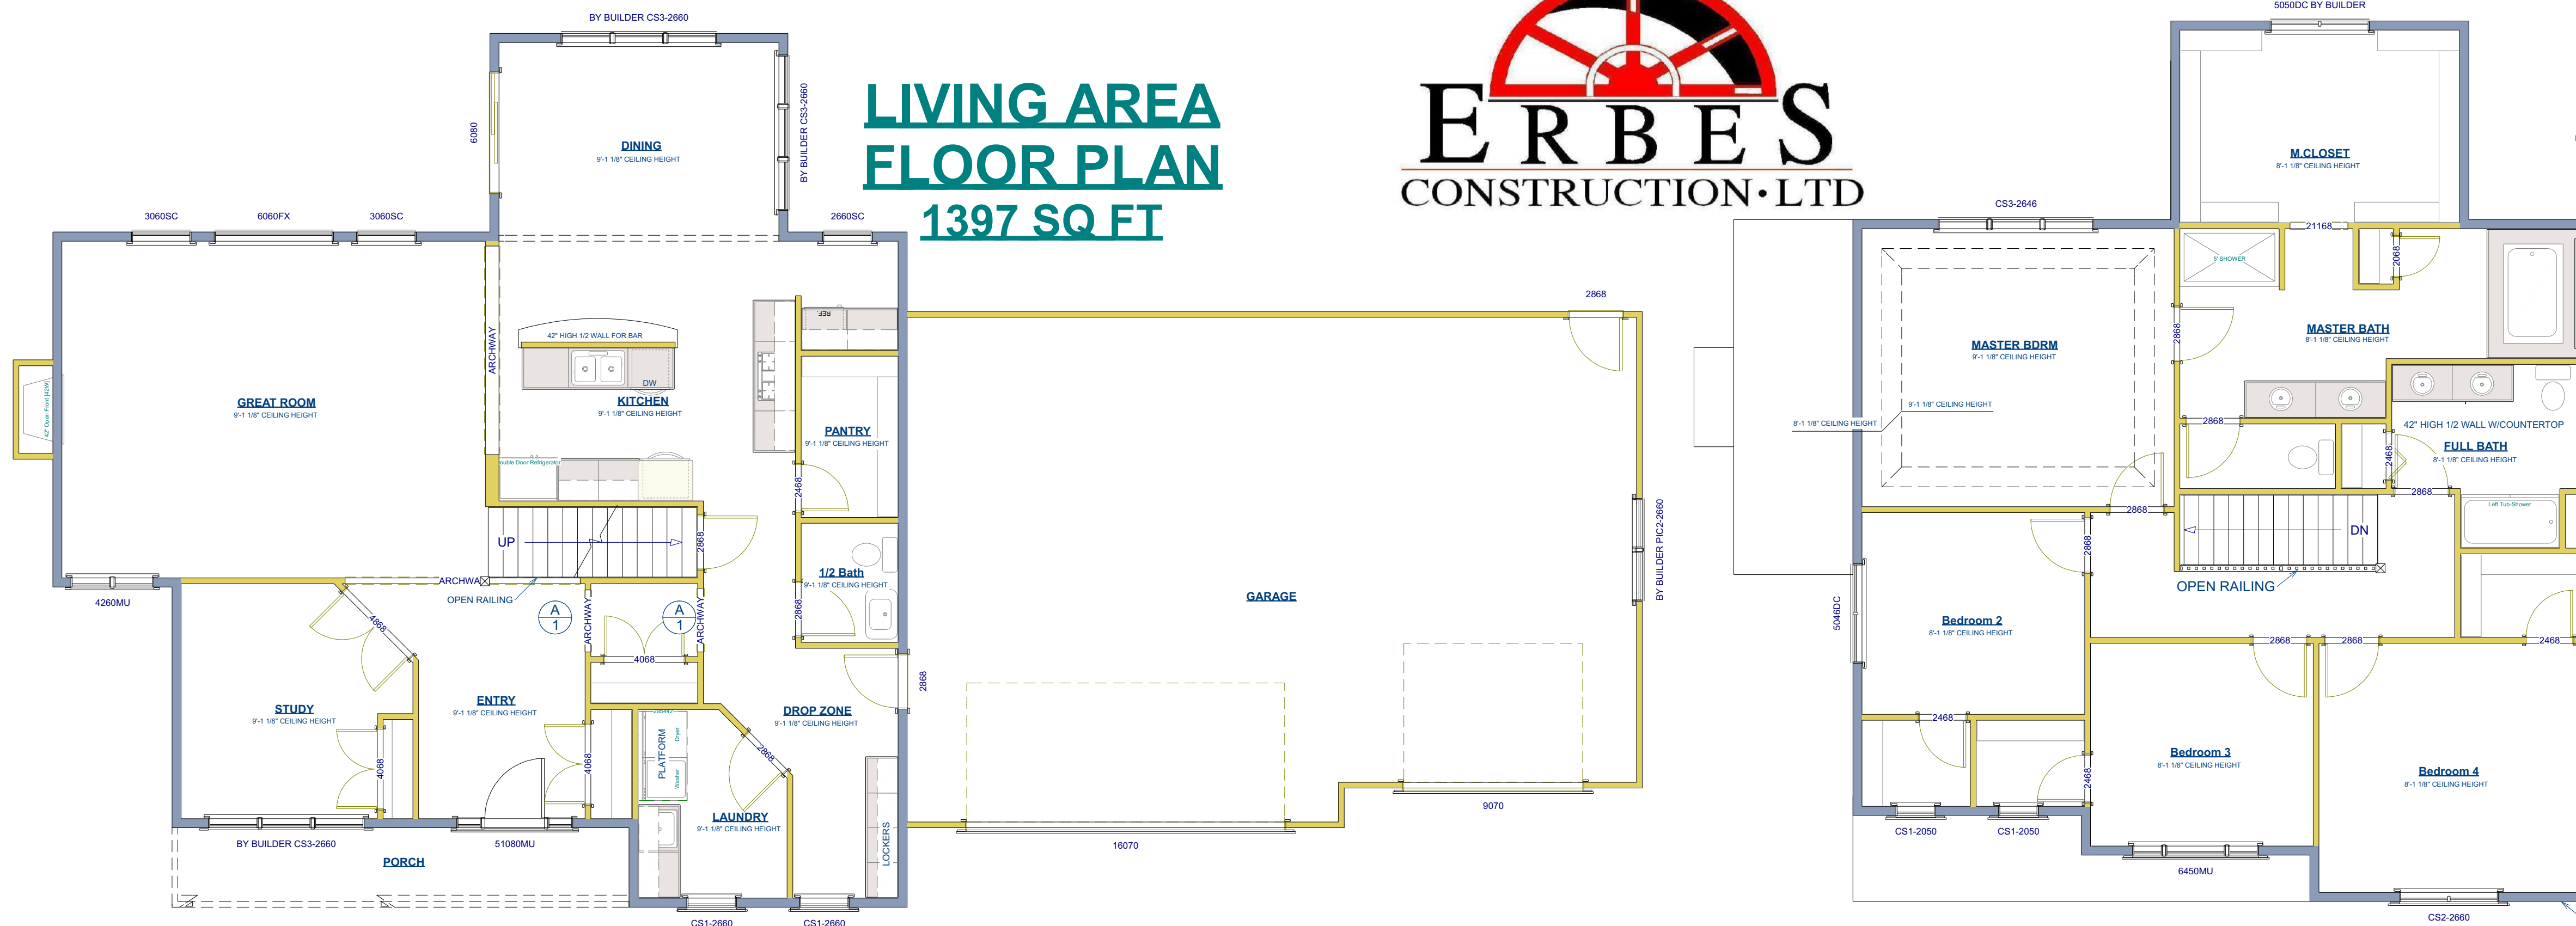 BY BUILDER CS3-2660
5050DC BY BUILDER
LIVING AREA
FLOOR PLAN
1397 SQ FT
ERBES
CONSTRUCTION·LTD
6080
DINING
9'-1 1/8" CEILING HEIGHT
BY BUILDER CS3-2660
3060SC
6060FX
3060SC
2660SC
ARCHWAY
42" HIGH 1/2 WALL FOR BAR
DW
KITCHEN
9'-1 1/8" CEILING HEIGHT
REF.
GREAT ROOM
9'-1 1/8" CEILING HEIGHT
42" Open Front [42W]
PANTRY
9'-1 1/8" CEILING HEIGHT
2468
ouble Door Refrigerator
UP
2868
1/2 Bath
9'-1 1/8" CEILING HEIGHT
2868
4260MU
ARCHWA
OPEN RAILING
A
1
ARCHWAY
A
1
ARCHWAY
4868
4068
STUDY
9'-1 1/8" CEILING HEIGHT
4068
ENTRY
9'-1 1/8" CEILING HEIGHT
4068
DROP ZONE
9'-1 1/8" CEILING HEIGHT
2868
PLATFORM
Dryer
Washer
2868
LAUNDRY
9'-1 1/8" CEILING HEIGHT
LOCKERS
BY BUILDER CS3-2660
51080MU
PORCH
CS1-2660
CS1-2660
2868
GARAGE
BY BUILDER PIC2-2660
9070
16070
M.CLOSET
8'-1 1/8" CEILING HEIGHT
CS3-2646
21168
2068
5' SHOWER
MASTER BDRM
9'-1 1/8" CEILING HEIGHT
2868
MASTER BATH
8'-1 1/8" CEILING HEIGHT
9'-1 1/8" CEILING HEIGHT
8'-1 1/8" CEILING HEIGHT
2868
42" HIGH 1/2 WALL W/COUNTERTOP
FULL BATH
8'-1 1/8" CEILING HEIGHT
2468
2868
2868
Left Tub-Shower
DN
OPEN RAILING
2868
5046DC
Bedroom 2
8'-1 1/8" CEILING HEIGHT
2868
2868
2468
2468
2468
Bedroom 3
8'-1 1/8" CEILING HEIGHT
Bedroom 4
8'-1 1/8" CEILING HEIGHT
CS1-2050
CS1-2050
6450MU
CS2-2660